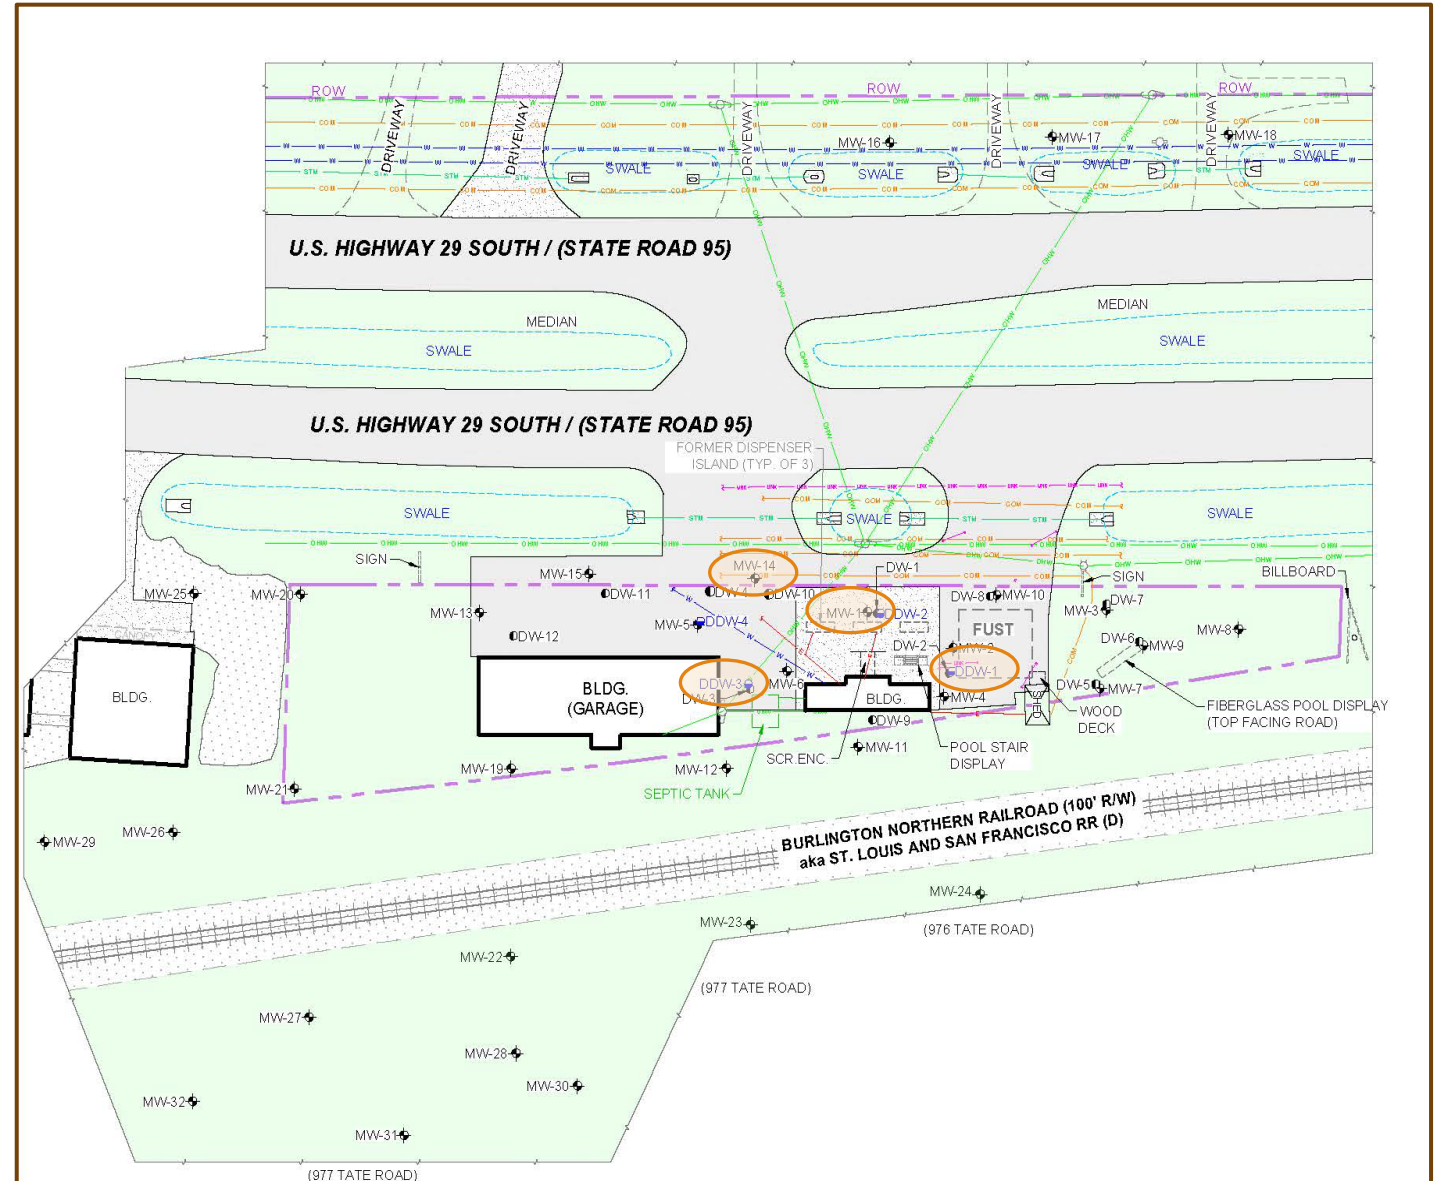 ROW
ROW
ROW
DRIVEWAY
DRIVEWAY
DRIVEWAY
DRIVEWAY
DRIVEWAY
MW-16
MW-17
MW-18
SWALE
SWALE
SWALE
SWALE
U.S. HIGHWAY 29 SOUTH / (STATE ROAD 95)
MEDIAN
MEDIAN
SWALE
SWALE
U.S. HIGHWAY 29 SOUTH / (STATE ROAD 95)
FORMER DISPENSER
ISLAND (TYP. OF 3)
SWALE
SWALE
SWALE
SIGN
MW-14
DW-1
SIGN
BILLBOARD
MW-15
MW-25
MW-20
DW-11
DW-4
DW-10
DW-8
MW-10
DW-7
MW-3
MW-13
MW-5
DDW-4
MW-1
DDW-2
FUST
MW-8
DW-12
DW-2
MW-2
DW-6
MW-9
BLDG.
BLDG.
(GARAGE)
DDW-3
DW-3
MW-6
DDW-1
DW-5
MW-7
BLDG.
MW-4
SHED
WOOD
DECK
FIBERGLASS POOL DISPLAY
(TOP FACING ROAD)
DW-9
MW-11
SCR.ENC.
POOL STAIR
DISPLAY
MW-19
MW-12
SEPTIC TANK
MW-21
MW-26
MW-29
BURLINGTON NORTHERN RAILROAD (100' R/W)
aka ST. LOUIS AND SAN FRANCISCO RR (D)
MW-24
MW-23
(976 TATE ROAD)
MW-22
(977 TATE ROAD)
MW-27
MW-28
MW-30
MW-32
MW-31
(977 TATE ROAD)